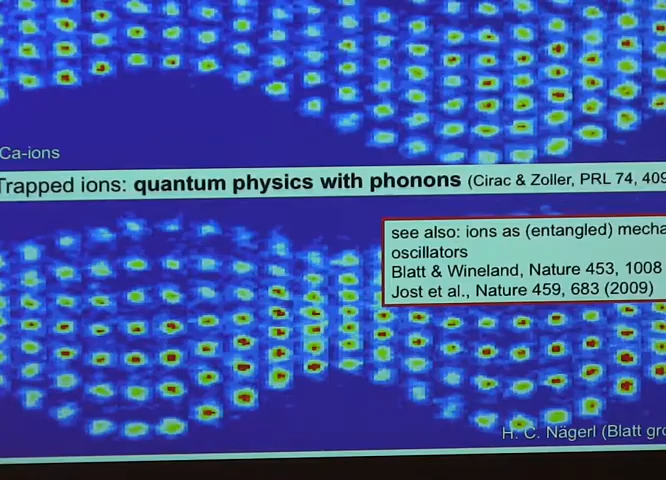 Ca-ions
Trapped ions: quantum physics with phonons (Cirac & Zoller, PRL 74, 409
see also: ions as (entangled) mecha
oscillators
Blatt & Wineland, Nature 453, 1008
Jost et al., Nature 459, 683 (2009)
H. C. Nägerl (Blatt gro